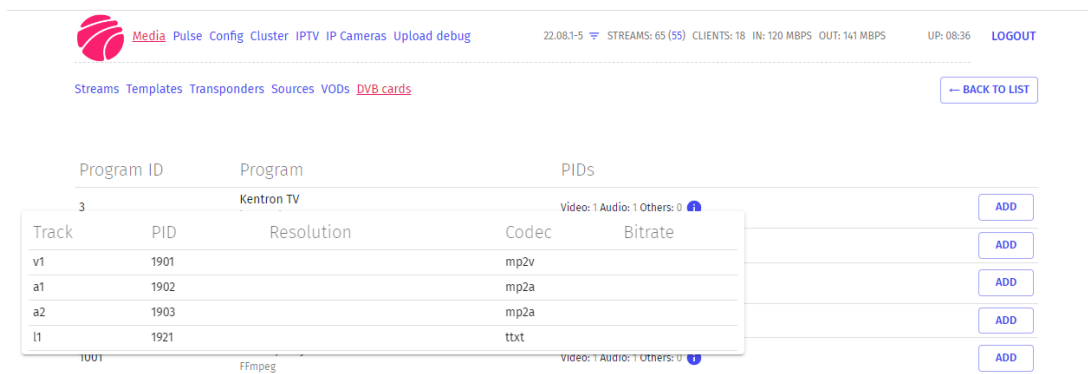 Media Pulse Config Cluster IPTV IP Cameras Upload debug 22.08.1-5 STREAMS: 65 (55) CLIENTS: 18 IN: 120 MBPS OUT: 141 MBPS UP: 08:36 LOGOUT
Streams Templates Transponders Sources VODs DVB cards ← BACK TO LIST
Program ID Program PIDs
3 Kentron TV Video: 1 Audio: 1 Others: 0 i ADD
Track PID Resolution Codec Bitrate
ADD
v1 1901 mp2v
a1 1902 mp2a
ADD
a2 1903 mp2a
ADD
l1 1921 ttxt
1001 Video: 1 Audio: 1 Others: 0 ADD
FFmpeg